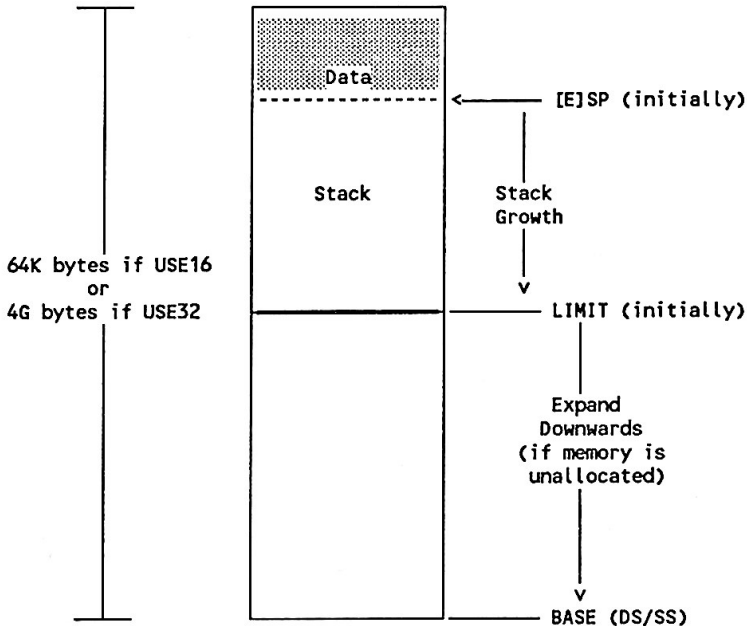 Data
[E]SP (initially)
Stack
Stack
Growth
64K bytes if USE16
or
4G bytes if USE32
LIMIT (initially)
Expand
Downwards
(if memory is
unallocated)
BASE (DS/SS)